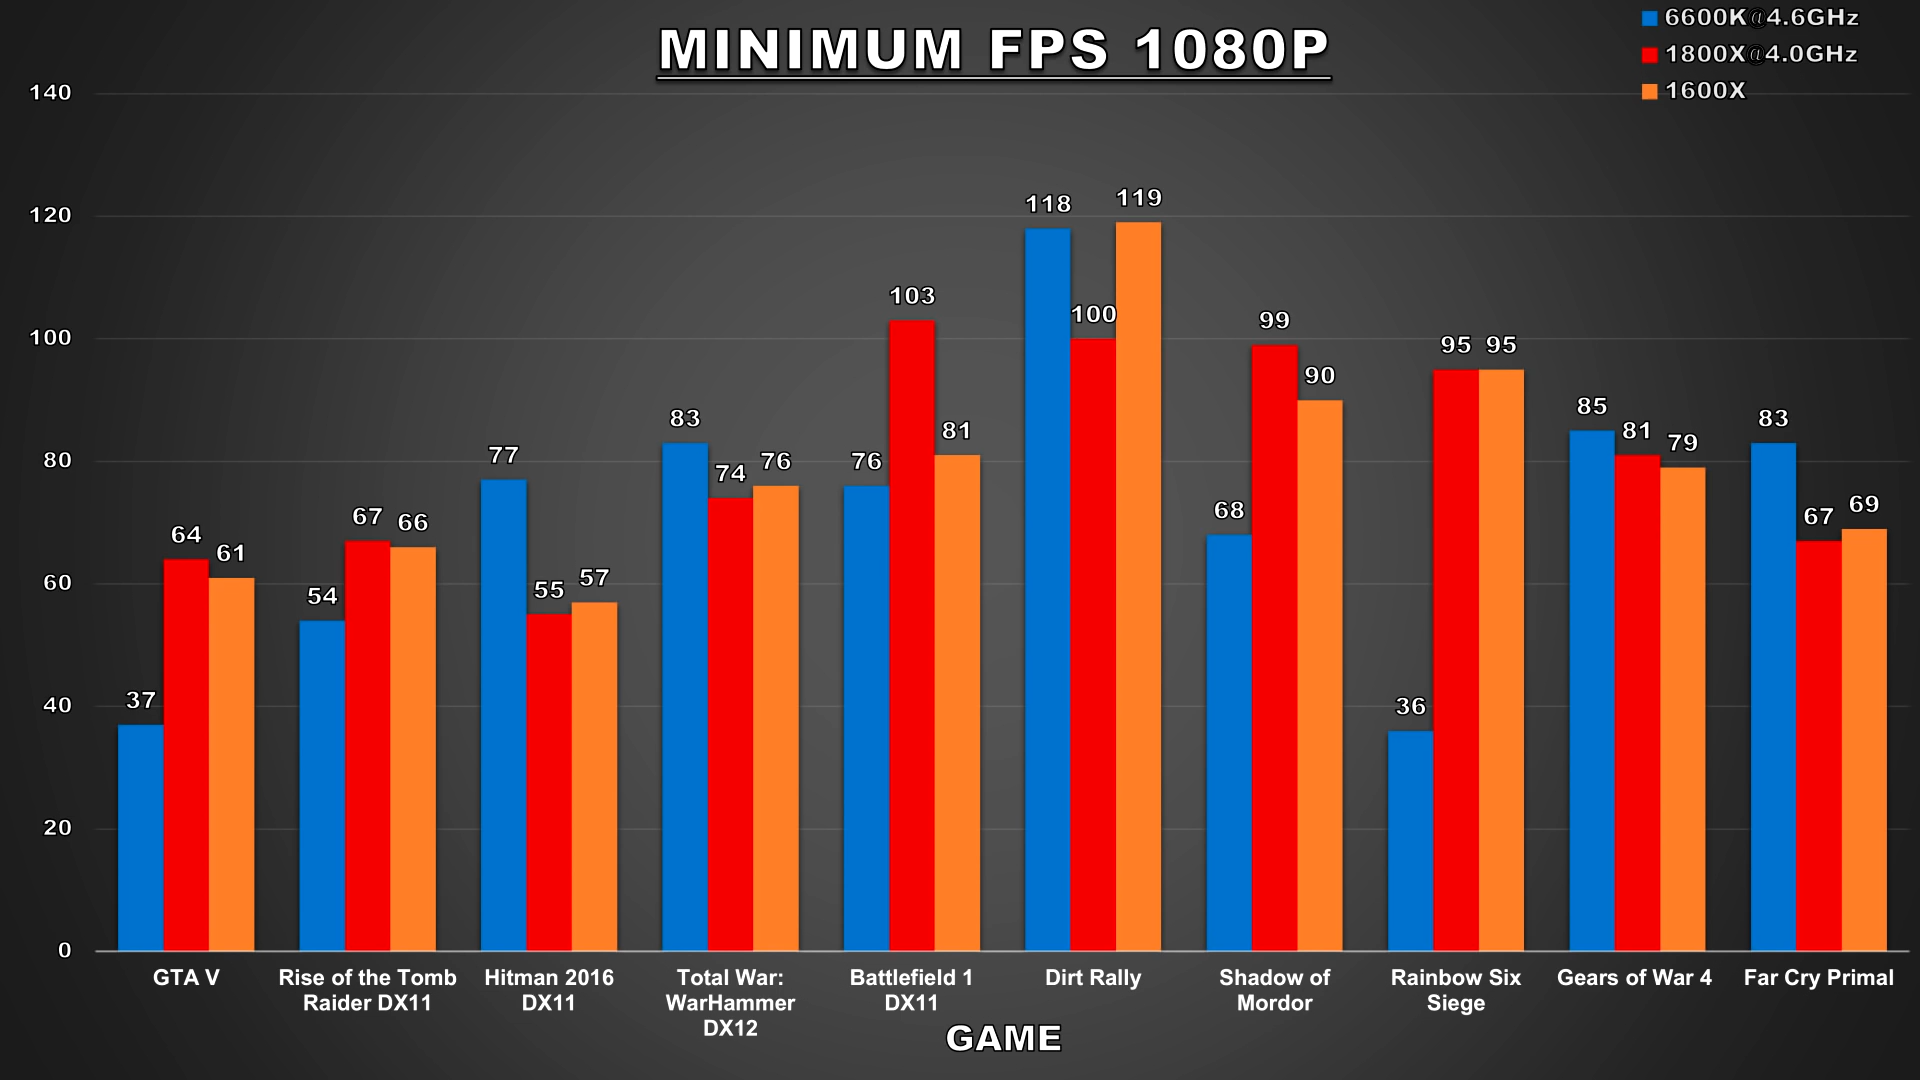 MINIMUM FPS 1080P
6600K@4.6GHz
1800X@4.0GHz
1600X
140
120
100
80
60
40
20
0
37 64 61
54 67 66
77 55 57
83 74 76
76 103 81
118 100 119
68 99 90
36 95 95
85 81 79
83 67 69
GTA V
Rise of the Tomb
Raider DX11
Hitman 2016
DX11
Total War:
WarHammer
DX12
Battlefield 1
DX11
Dirt Rally
Shadow of
Mordor
Rainbow Six
Siege
Gears of War 4
Far Cry Primal
GAME